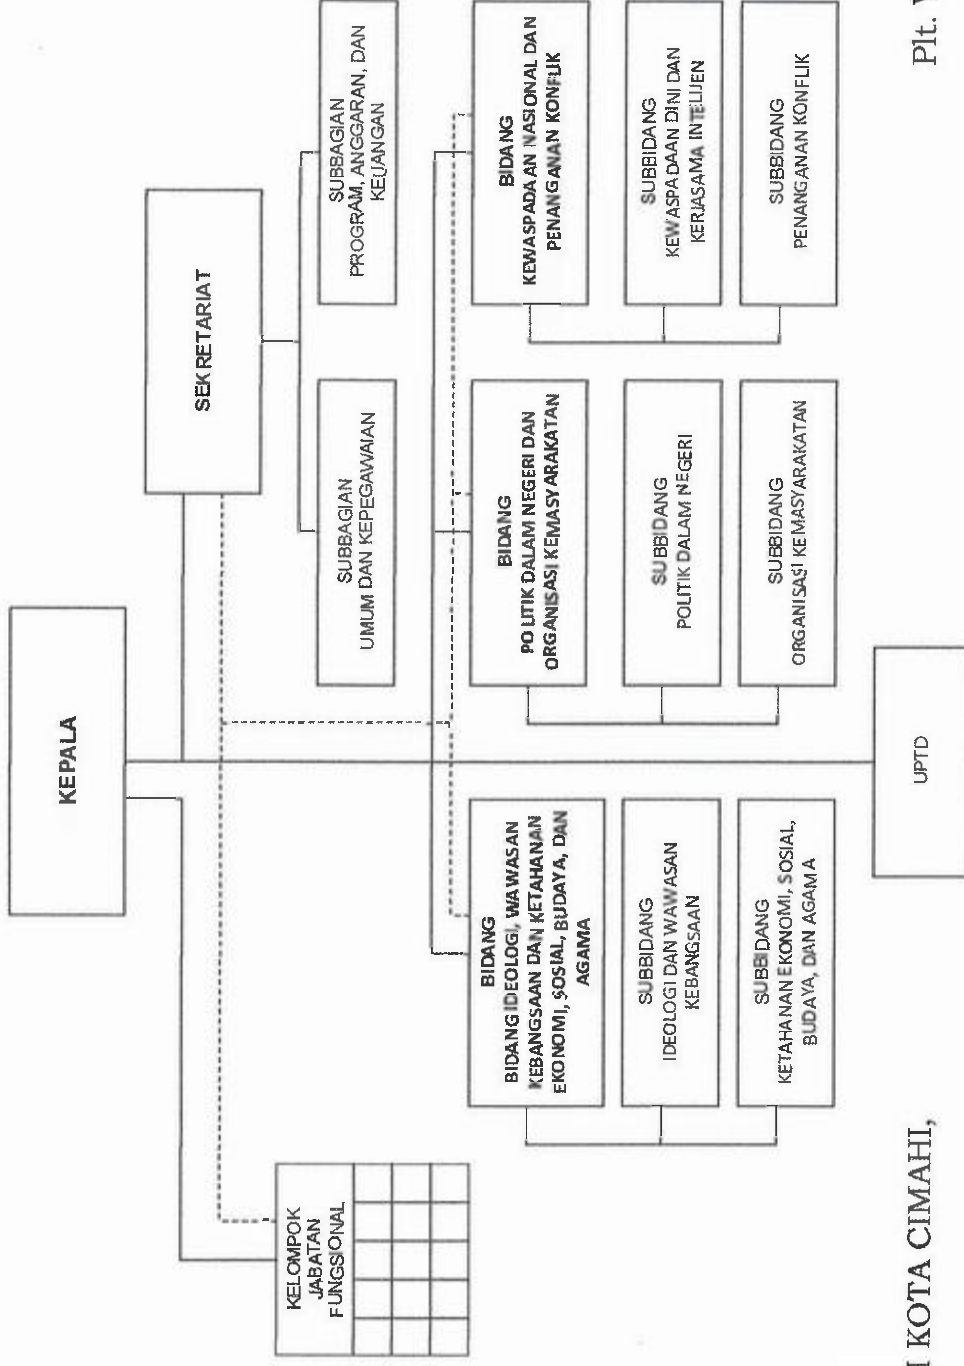 KEPALA
SEKRETARIAT
SUBBAGIAN
UMUM DAN KEPEGAWAIAN
SUBBAGIAN
PROGRAM, ANGGARAN, DAN
KEUANGAN
KELOMPOK
JABATAN
FUNGSIONAL
BIDANG
BIDANG IDEOLOGI, WAWASAN
KEBANGSAAN DAN KETAHANAN
EKONOMI, SOSIAL, BUDAYA, DAN
AGAMA
SUBBIDANG
IDEOLOGI DAN WAWASAN
KEBANGSAAN
SUBBIDANG
KETAHANAN EKONOMI, SOSIAL,
BUDAYA, DAN AGAMA
BIDANG
POLITIK DALAM NEGERI DAN
ORGANISASI KEMASYARAKATAN
SUBBIDANG
POLITIK DALAM NEGERI
SUBBIDANG
ORGANISASI KEMASYARAKATAN
BIDANG
KEWASPADAAN NASIONAL DAN
PENANGANAN KONFLIK
SUBBIDANG
KEWASPADAAN DINI DAN
KERJASAMA INTELIJEN
SUBBIDANG
PENANGANAN KONFLIK
UPTD
KOTA CIMAHI,
Plt.